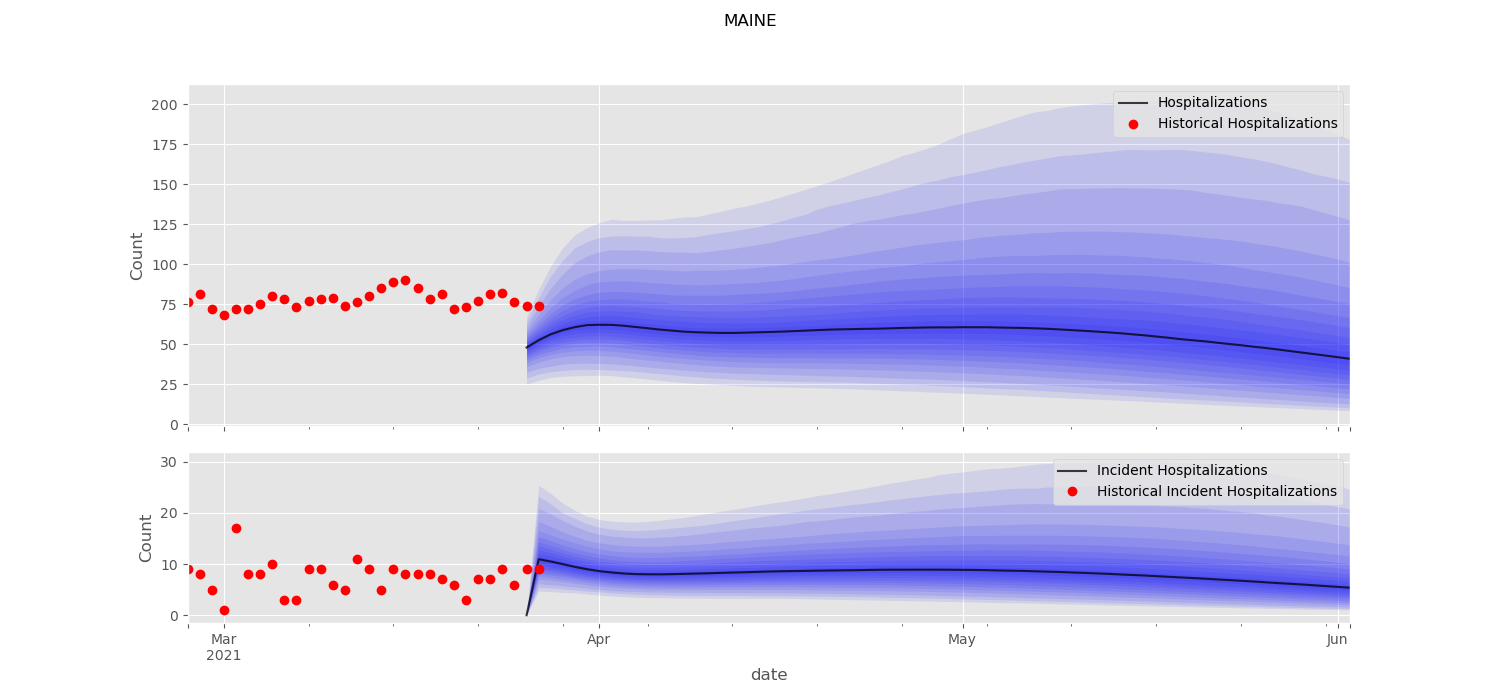 MAINE
200
175
150
125
100
75
50
25
0
Count
Hospitalizations
Historical Hospitalizations
30
20
10
0
Count
Incident Hospitalizations
Historical Incident Hospitalizations
Mar
2021
Apr
May
Jun
date